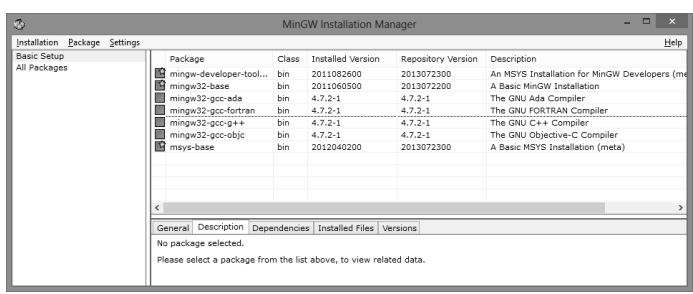 MinGW Installation Manager
Installation Package Settings Help
Basic Setup
All Packages
Package Class Installed Version Repository Version Description
mingw-developer-tool... bin 2011082600 2013072300 An MSYS Installation for MinGW Developers (me
mingw32-base bin 2011060500 2013072200 A Basic MinGW Installation
mingw32-gcc-ada bin 4.7.2-1 4.7.2-1 The GNU Ada Compiler
mingw32-gcc-fortran bin 4.7.2-1 4.7.2-1 The GNU FORTRAN Compiler
mingw32-gcc-g++ bin 4.7.2-1 4.7.2-1 The GNU C++ Compiler
mingw32-gcc-objc bin 4.7.2-1 4.7.2-1 The GNU Objective-C Compiler
msys-base bin 2012040200 2013072300 A Basic MSYS Installation (meta)
General Description Dependencies Installed Files Versions
No package selected.
Please select a package from the list above, to view related data.